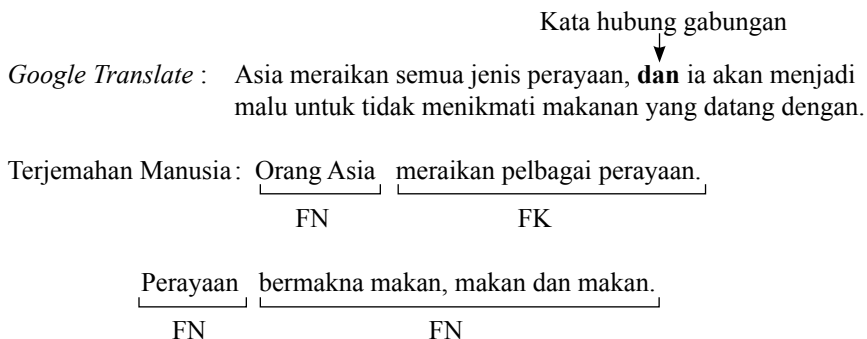 Kata hubung gabungan
Google Translate : Asia meraikan semua jenis perayaan, dan ia akan menjadi
malu untuk tidak menikmati makanan yang datang dengan.
Terjemahan Manusia : Orang Asia meraikan pelbagai perayaan.
FN FK
Perayaan bermakna makan, makan dan makan.
FN FN